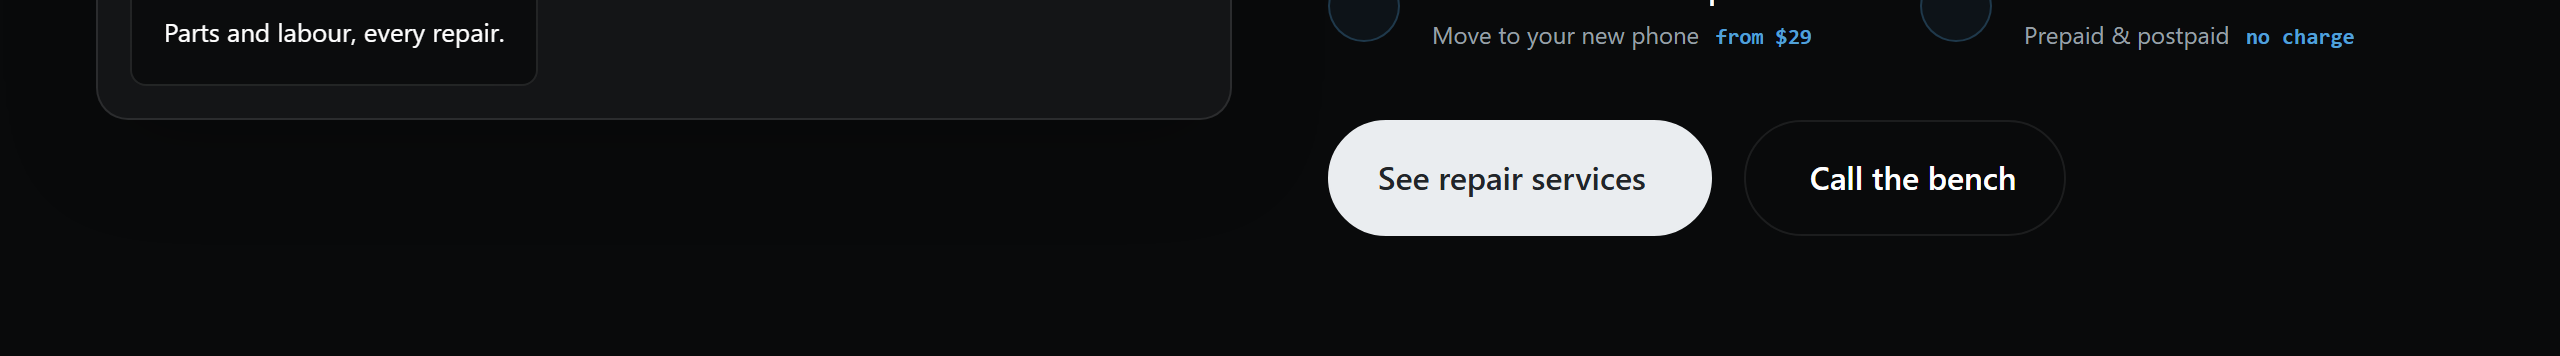 Parts and labour, every repair.
Move to your new phone from $29
Prepaid & postpaid no charge
See repair services
Call the bench